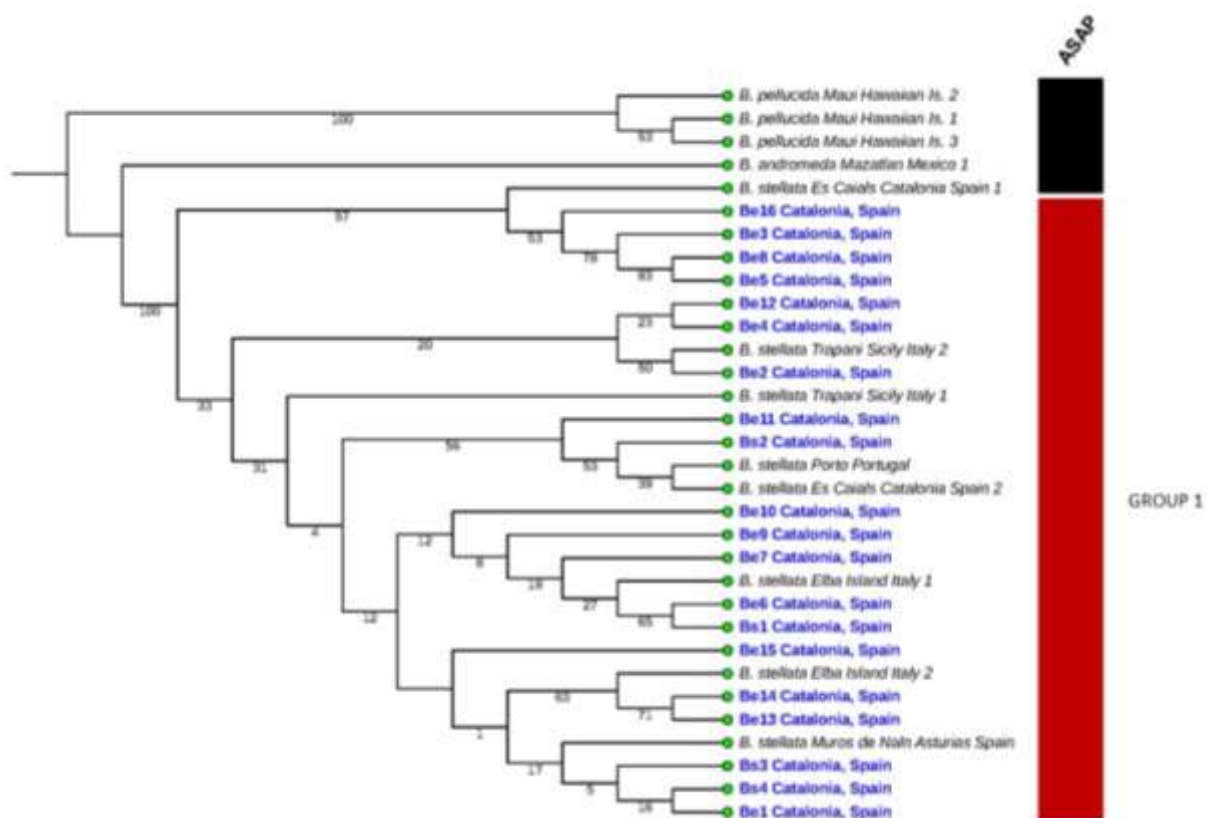 ASAP
B. pellucida Maui Hawaiian Is. 2
100
B. pellucida Maui Hawaiian Is. 1
53
B. pellucida Maui Hawaiian Is. 3
B. andromeda Mazatlan Mexico 1
B. stellata Es Caials Catalonia Spain 1
57
Be16 Catalonia, Spain
53
Be3 Catalonia, Spain
78
Be8 Catalonia, Spain
83
Be5 Catalonia, Spain
100
Be12 Catalonia, Spain
23
Be4 Catalonia, Spain
20
B. stellata Trapani Sicily Italy 2
50
Be2 Catalonia, Spain
33
B. stellata Trapani Sicily Italy 1
Be11 Catalonia, Spain
56
Bs2 Catalonia, Spain
31
53
B. stellata Porto Portugal
39
B. stellata Es Caials Catalonia Spain 2
GROUP 1
Be10 Catalonia, Spain
4
12
Be9 Catalonia, Spain
8
Be7 Catalonia, Spain
18
B. stellata Elba Island Italy 1
27
Be6 Catalonia, Spain
12
65
Bs1 Catalonia, Spain
Be15 Catalonia, Spain
B. stellata Elba Island Italy 2
63
Be14 Catalonia, Spain
71
Be13 Catalonia, Spain
1
B. stellata Muros de Naln Asturias Spain
17
Bs3 Catalonia, Spain
5
Bs4 Catalonia, Spain
16
Be1 Catalonia, Spain